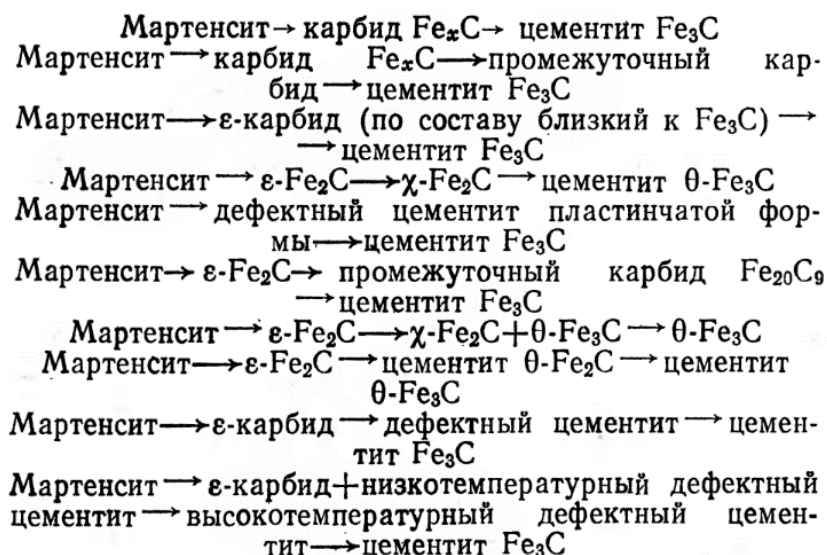 Мартенсит→ карбид FeₓC→ цементит Fe₃C
Мартенсит→карбид FeₓC→промежуточный кар-
бид→цементит Fe₃C
Мартенсит→ε-карбид (по составу близкий к Fe₃C)→
→цементит Fe₃C
Мартенсит→ε-Fe₂C→χ-Fe₂C→цементит θ-Fe₃C
Мартенсит→дефектный цементит пластинчатой фор-
мы→цементит Fe₃C
Мартенсит→ ε-Fe₂C→ промежуточный карбид Fe₂₀C₉
→цементит Fe₃C
Мартенсит→ε-Fe₂C→χ-Fe₂C+θ-Fe₃C→θ-Fe₃C
Мартенсит→ε-Fe₂C→цементит θ-Fe₂C→цементит
θ-Fe₃C
Мартенсит→ε-карбид→дефектный цементит→цемен-
тит Fe₃C
Мартенсит→ε-карбид+низкотемпературный дефектный
цементит→высокотемпературный дефектный цемен-
тит→цементит Fe₃C